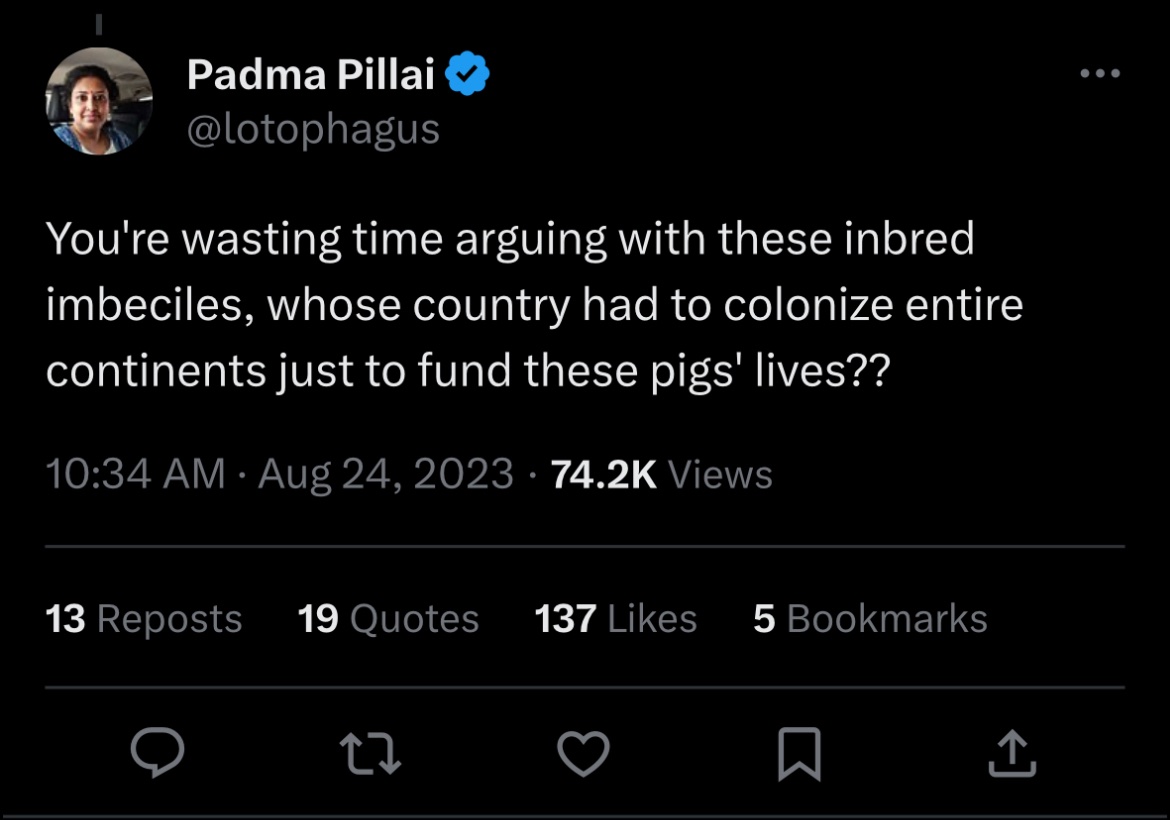 Padma Pillai
@lotophagus
You're wasting time arguing with these inbred
imbeciles, whose country had to colonize entire
continents just to fund these pigs' lives??
10:34 AM · Aug 24, 2023 · 74.2K Views
13 Reposts 19 Quotes 137 Likes 5 Bookmarks